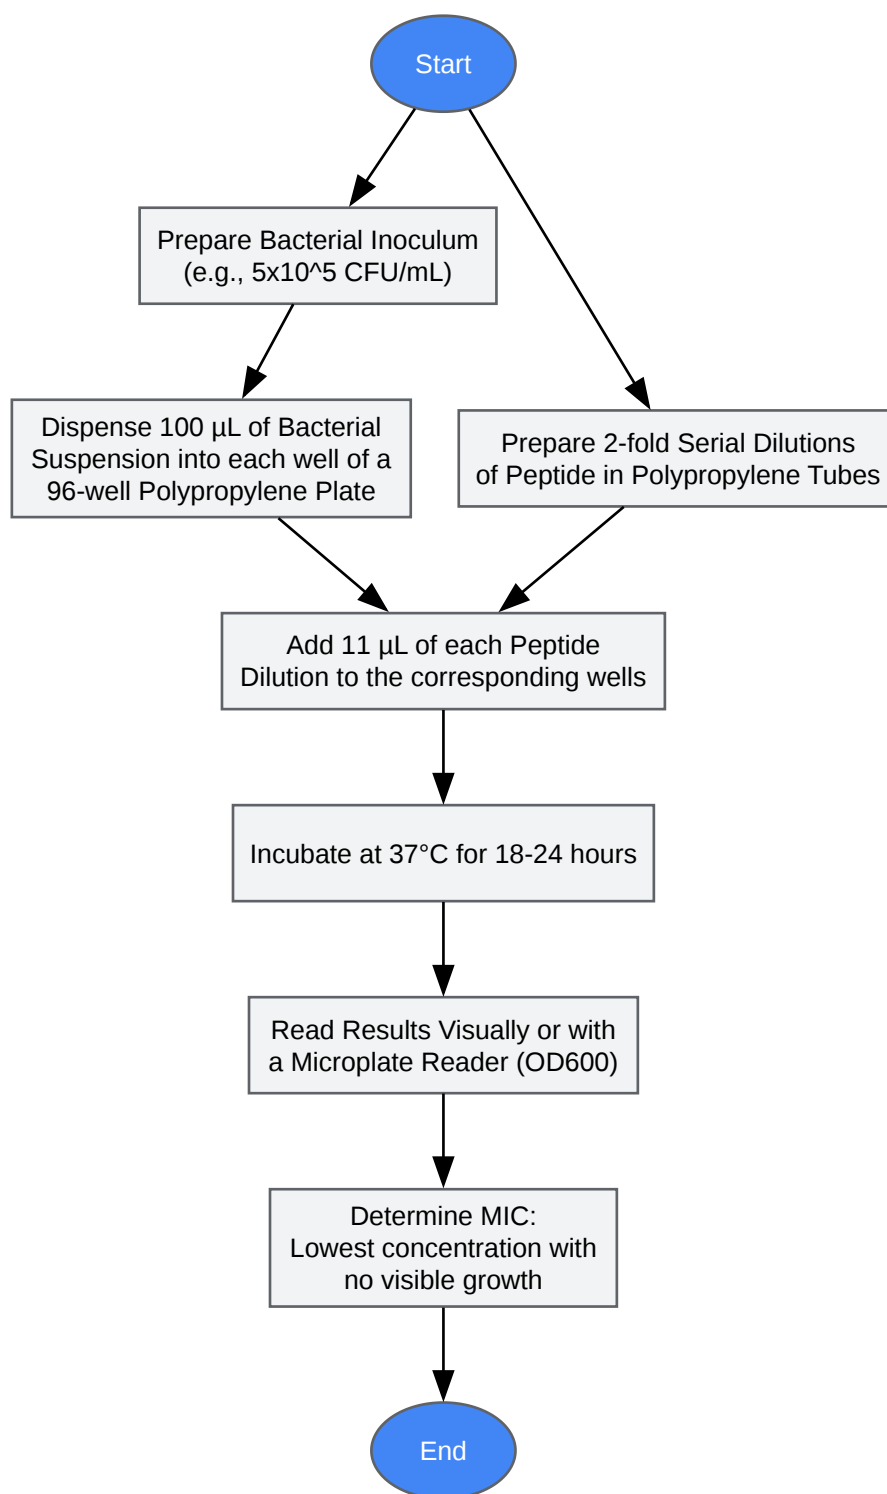 Start
Prepare Bacterial Inoculum
(e.g., 5x10^5 CFU/mL)
Dispense 100 µL of Bacterial
Suspension into each well of a
96-well Polypropylene Plate
Prepare 2-fold Serial Dilutions
of Peptide in Polypropylene Tubes
Add 11 µL of each Peptide
Dilution to the corresponding wells
Incubate at 37°C for 18-24 hours
Read Results Visually or with
a Microplate Reader (OD600)
Determine MIC:
Lowest concentration with
no visible growth
End